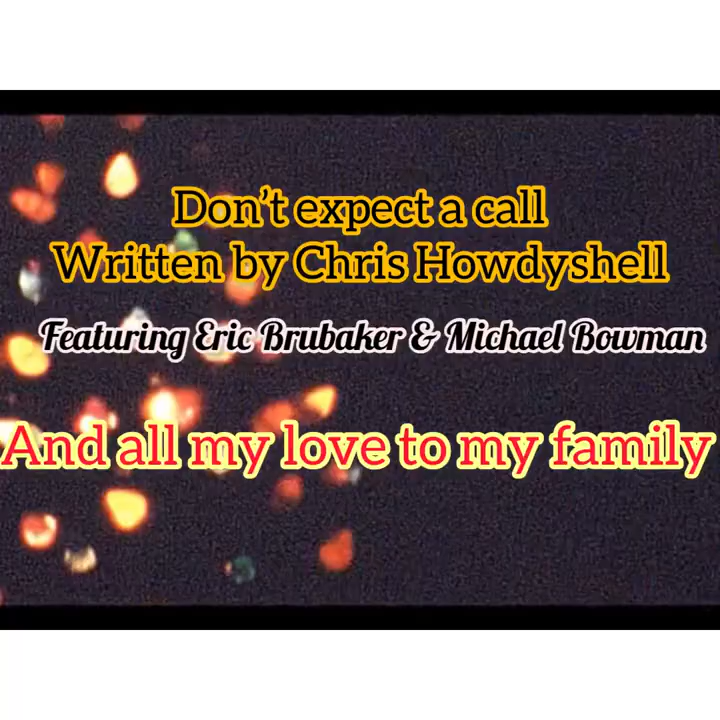 Don't expect a call
Written by Chris Howdyshell
Featuring Eric Brubaker & Michael Bowman
And all my love to my family